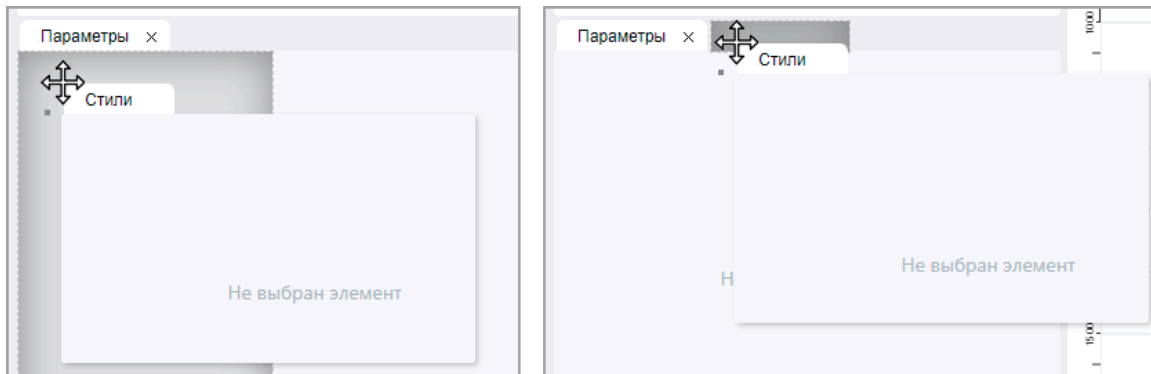 Параметры ×
Стили
Не выбран элемент
Параметры ×
Стили
1000
Не выбран элемент
Н
1500